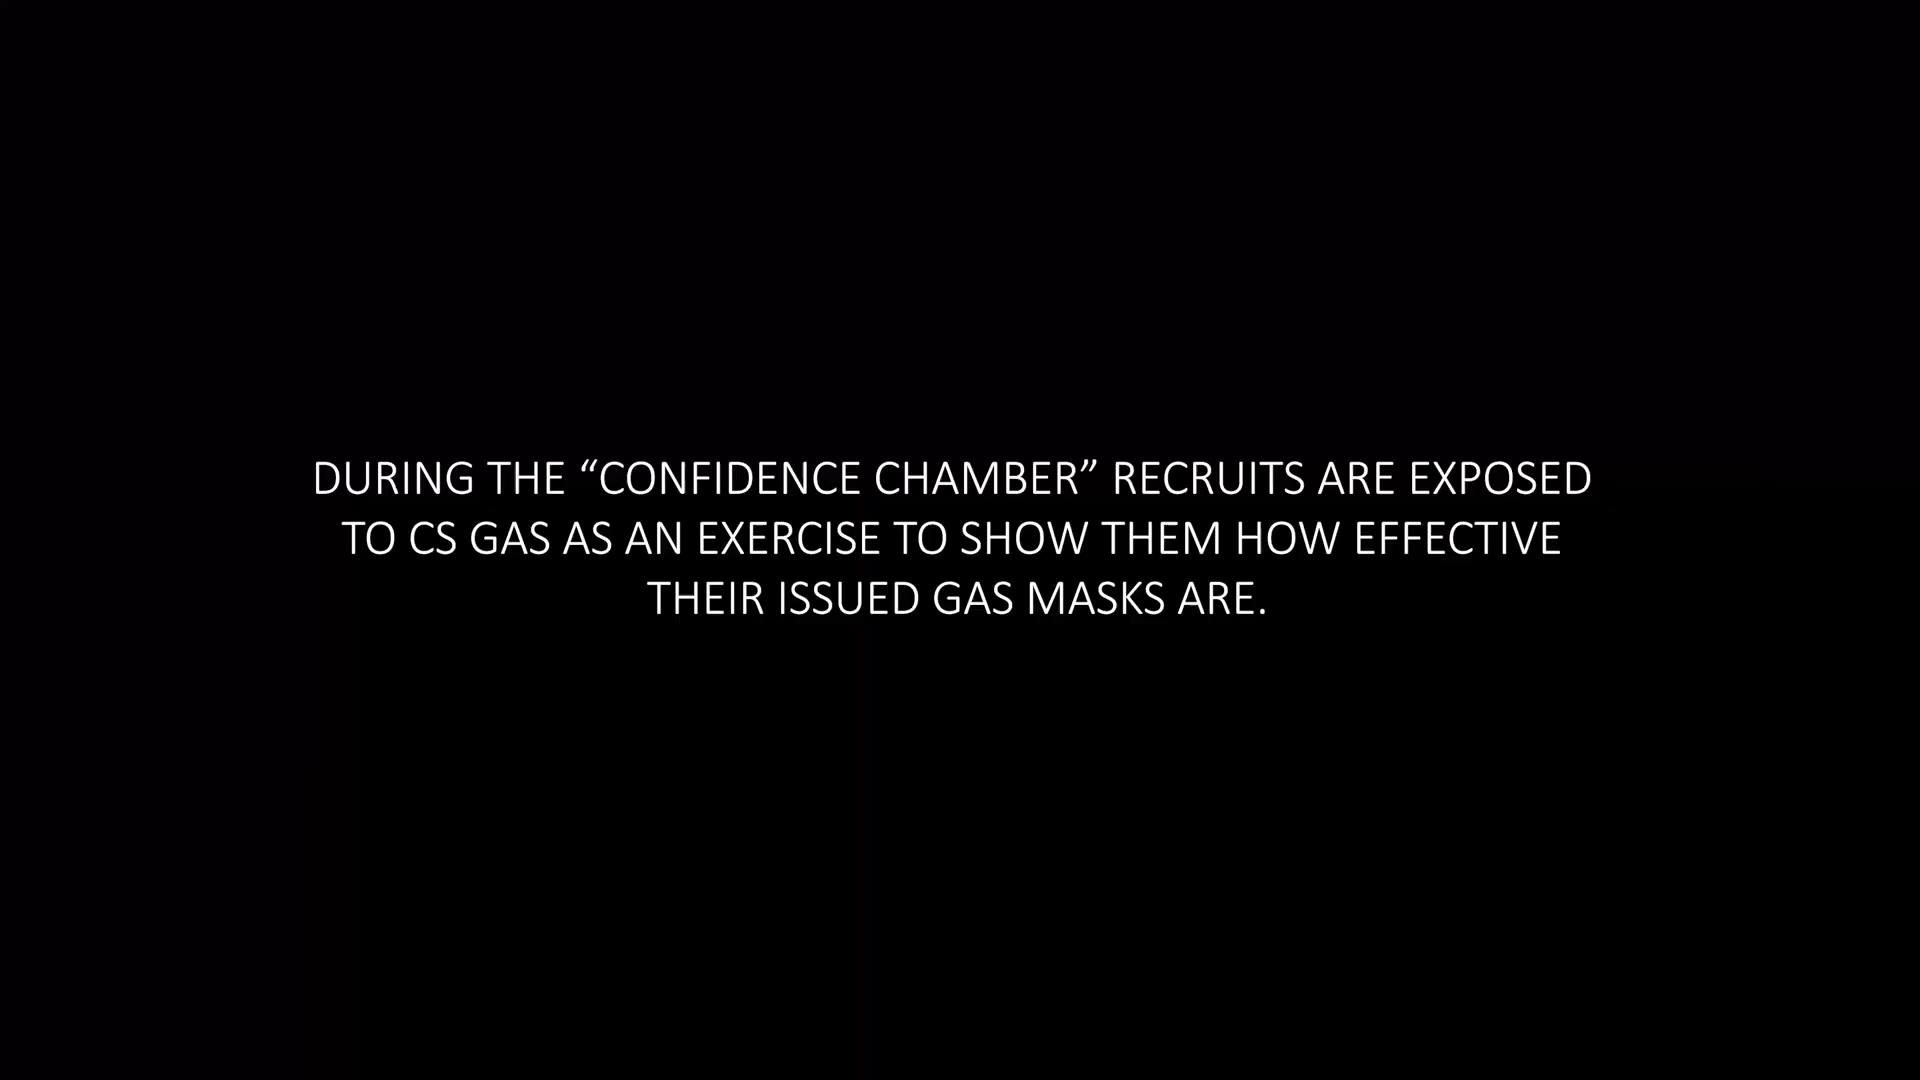 DURING THE “CONFIDENCE CHAMBER” RECRUITS ARE EXPOSED
TO CS GAS AS AN EXERCISE TO SHOW THEM HOW EFFECTIVE
THEIR ISSUED GAS MASKS ARE.